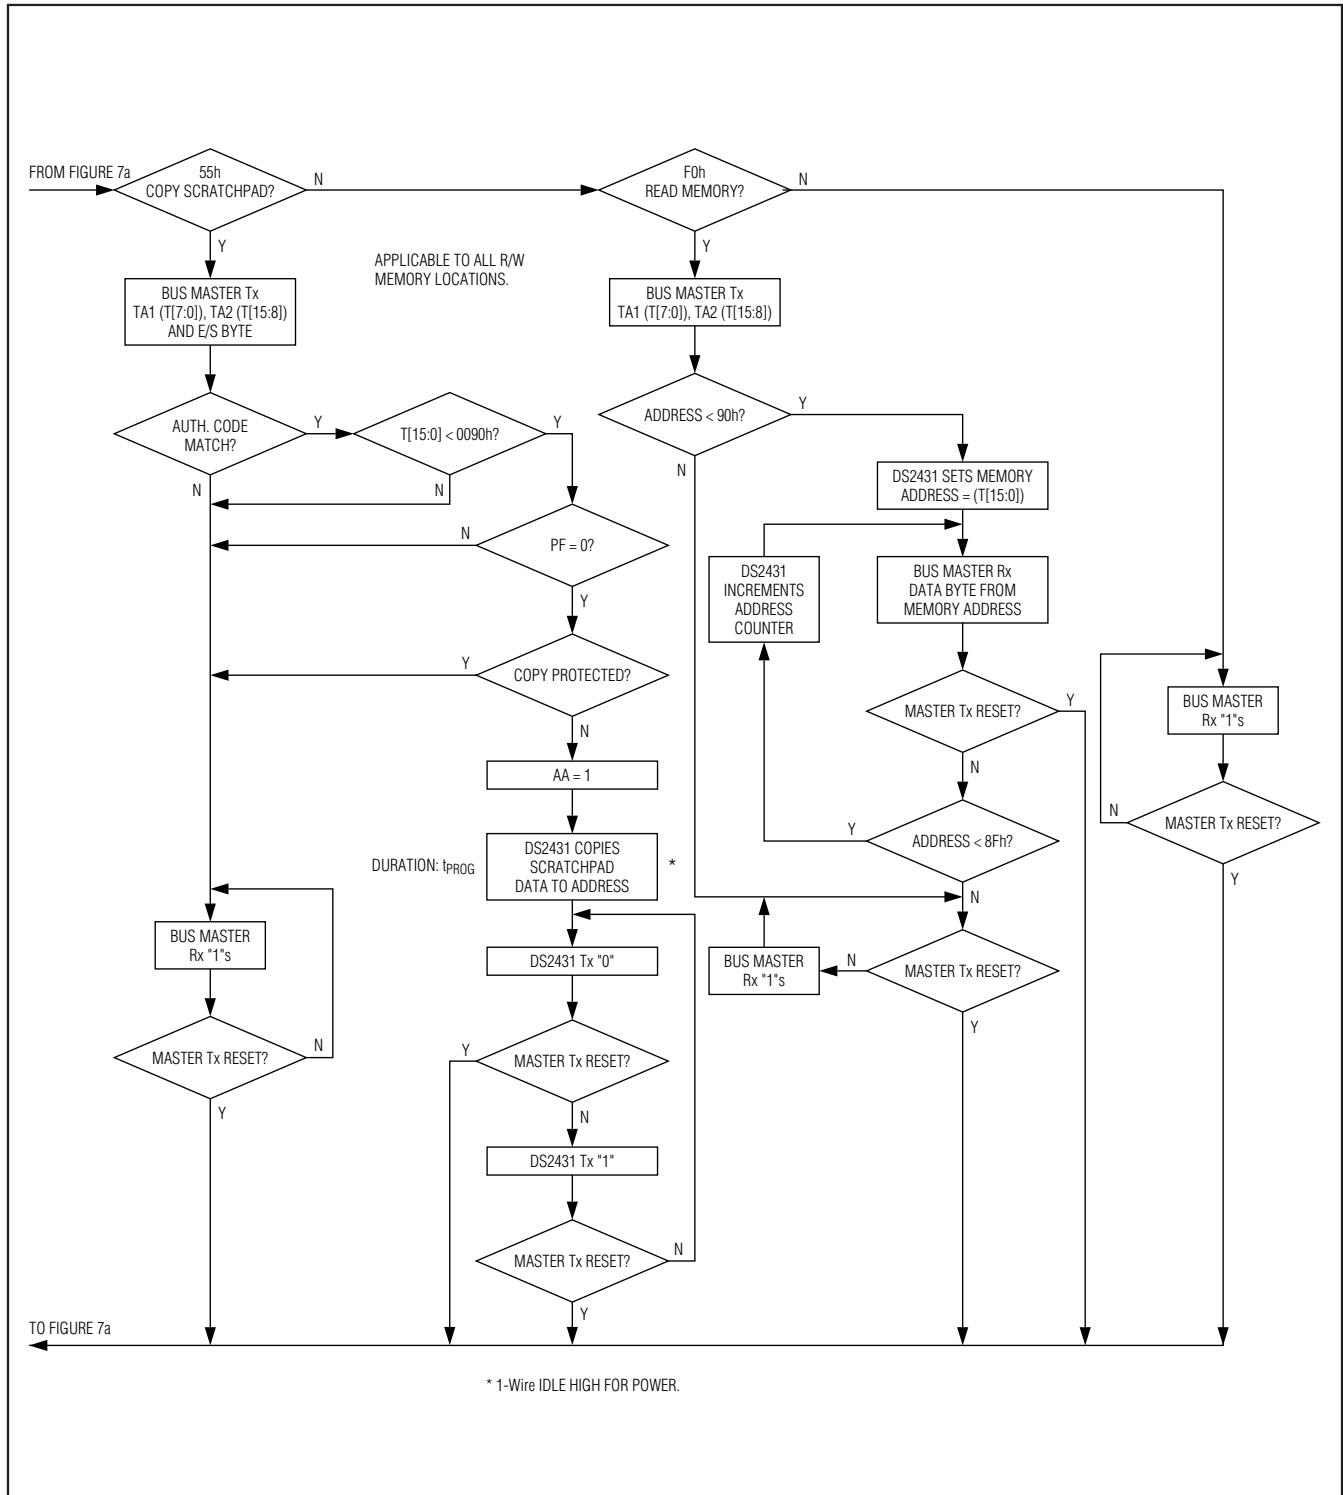 FROM FIGURE 7a
55h
COPY SCRATCHPAD?
N
Y
F0h
READ MEMORY?
N
Y
APPLICABLE TO ALL R/W
MEMORY LOCATIONS.
BUS MASTER Tx
TA1 (T[7:0]), TA2 (T[15:8])
AND E/S BYTE
BUS MASTER Tx
TA1 (T[7:0]), TA2 (T[15:8])
AUTH. CODE
MATCH?
Y
N
T[15:0] < 0090h?
Y
N
ADDRESS < 90h?
Y
N
DS2431 SETS MEMORY
ADDRESS = (T[15:0])
PF = 0?
N
Y
DS2431
INCREMENTS
ADDRESS
COUNTER
BUS MASTER Rx
DATA BYTE FROM
MEMORY ADDRESS
COPY PROTECTED?
Y
N
MASTER Tx RESET?
Y
N
BUS MASTER
Rx "1"s
AA = 1
MASTER Tx RESET?
N
Y
ADDRESS < 8Fh?
Y
N
DURATION: tPROG
DS2431 COPIES
SCRATCHPAD
DATA TO ADDRESS
*
BUS MASTER
Rx "1"s
DS2431 Tx "0"
BUS MASTER
Rx "1"s
N
MASTER Tx RESET?
Y
MASTER Tx RESET?
N
Y
Y
MASTER Tx RESET?
N
DS2431 Tx "1"
MASTER Tx RESET?
N
Y
TO FIGURE 7a
* 1-Wire IDLE HIGH FOR POWER.